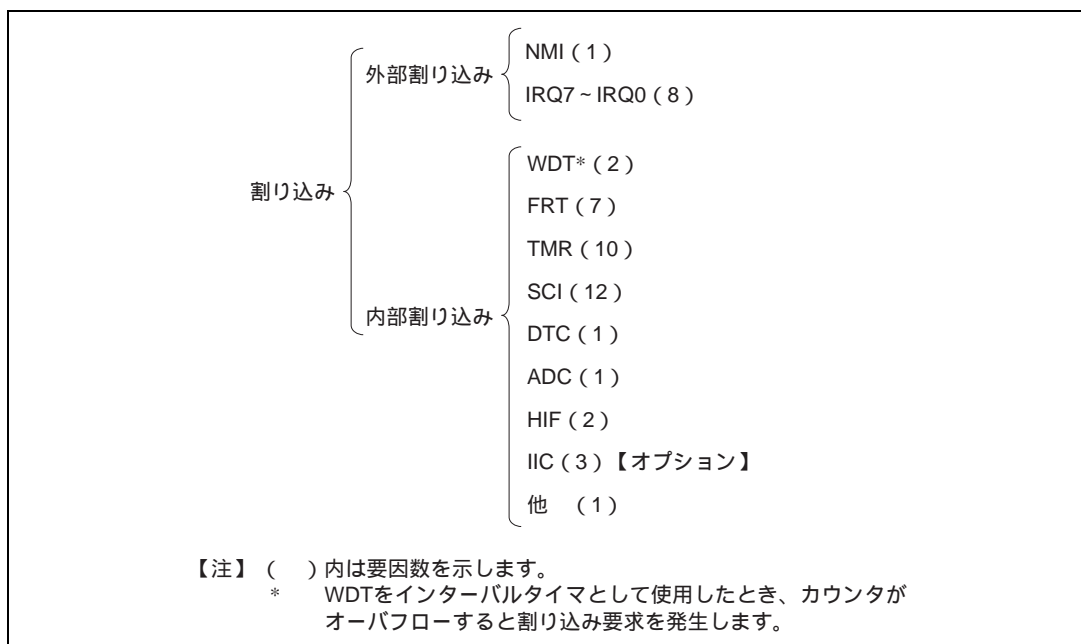 割り込み
外部割り込み
NMI（1）
IRQ7～IRQ0（8）
内部割り込み
WDT*（2）
FRT（7）
TMR（10）
SCI（12）
DTC（1）
ADC（1）
HIF（2）
IIC（3）【オプション】
他　（1）
【注】（　）内は要因数を示します。
*　WDTをインターバルタイマとして使用したとき、カウンタが
オーバフローすると割り込み要求を発生します。